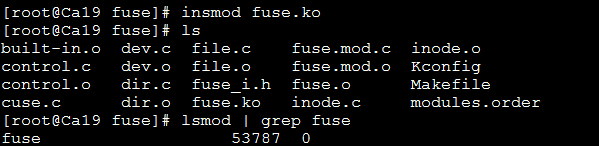 [root@Ca19 fuse]# insmod fuse.ko
[root@Ca19 fuse]# ls
built-in.o dev.c file.c fuse.mod.c inode.o
control.c dev.o file.o fuse.mod.o Kconfig
control.o dir.c fuse_i.h fuse.o Makefile
cuse.c dir.o fuse.ko inode.c modules.order
[root@Ca19 fuse]# lsmod | grep fuse
fuse 53787 0